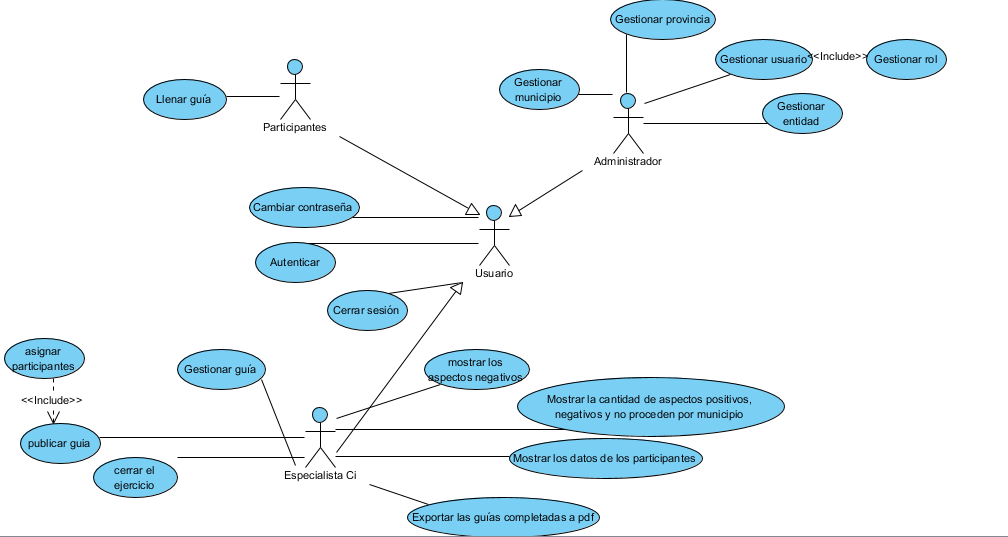 Gestionar provincia
Gestionar usuario
<<Include>>
Gestionar rol
Gestionar
municipio
Llenar guía
Gestionar
entidad
Participantes
Administrador
Cambiar contraseña
Autenticar
Usuario
Cerrar sesión
asignar
participantes
<<Include>>
Gestionar guía
mostrar los
aspectos negativos
Mostrar la cantidad de aspectos positivos,
negativos y no proceden por municipio
publicar guia
Mostrar los datos de los participantes
cerrar el
ejercicio
Especialista Ci
Exportar las guías completadas a pdf